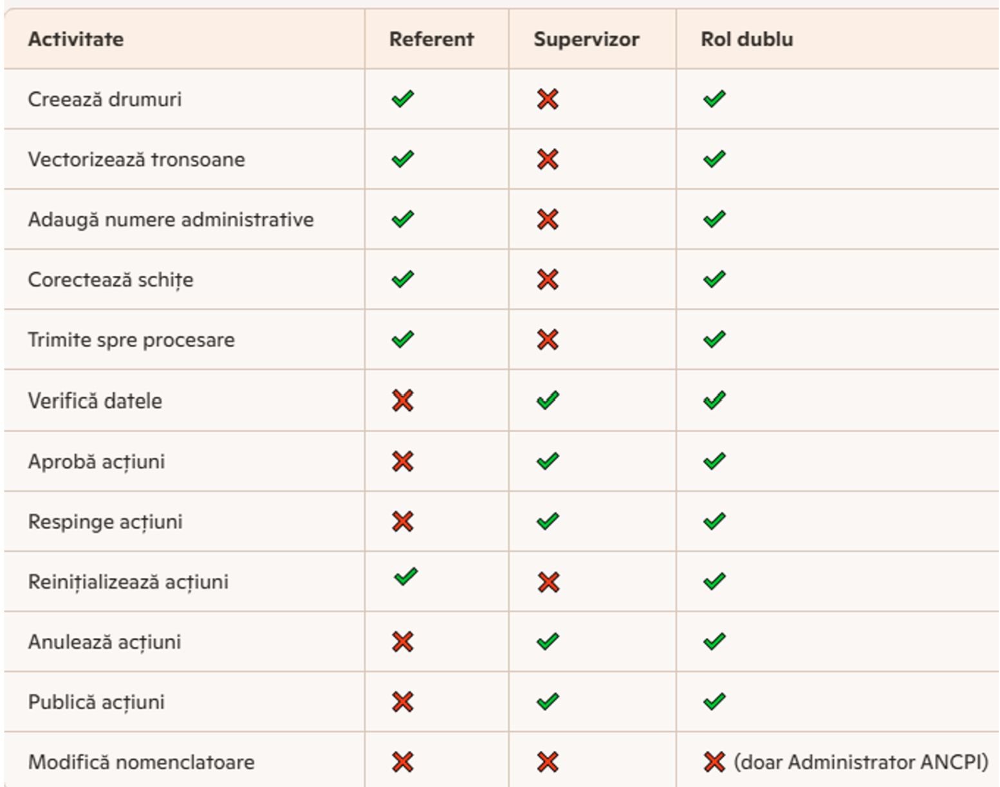 Activitate Referent Supervizor Rol dublu
Creează drumuri ✔ ❌ ✔
Vectorizează tronsoane ✔ ❌ ✔
Adaugă numere administrative ✔ ❌ ✔
Corectează schițe ✔ ❌ ✔
Trimite spre procesare ✔ ❌ ✔
Verifică datele ❌ ✔ ✔
Aprobă acțiuni ❌ ✔ ✔
Respinge acțiuni ❌ ✔ ✔
Reinițializează acțiuni ✔ ❌ ✔
Anulează acțiuni ❌ ✔ ✔
Publică acțiuni ❌ ✔ ✔
Modifică nomenclatoare ❌ ❌ ❌ (doar Administrator ANCPI)